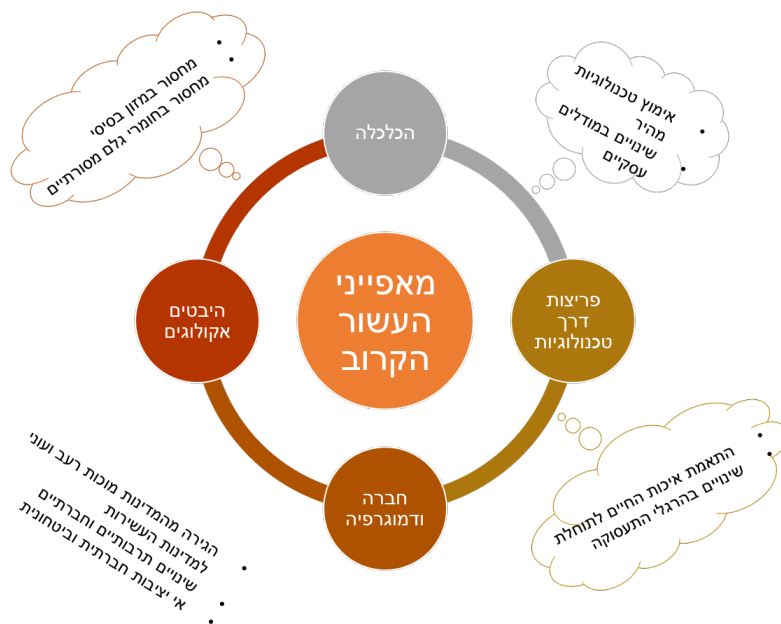 מאפייני
העשור
הקרוב
הכלכלה
אימוץ טכנולוגיות
מהיר
שינויים במודלים
עסקיים
פריצות
דרך
טכנולוגיות
התאמת איכות החיים לתוחלת
שינויים בהרגלי התעסוקה
חברה
ודמוגרפיה
הגירה מהמדינות מוכות רעב ועוני
למדינות העשירות
שינויים תרבותיים וחברתיים
אי יציבות חברתית וביטחונית
היבטים
אקולוגים
מחסור במזון בסיסי
מחסור בחומרי גלם מסורתיים